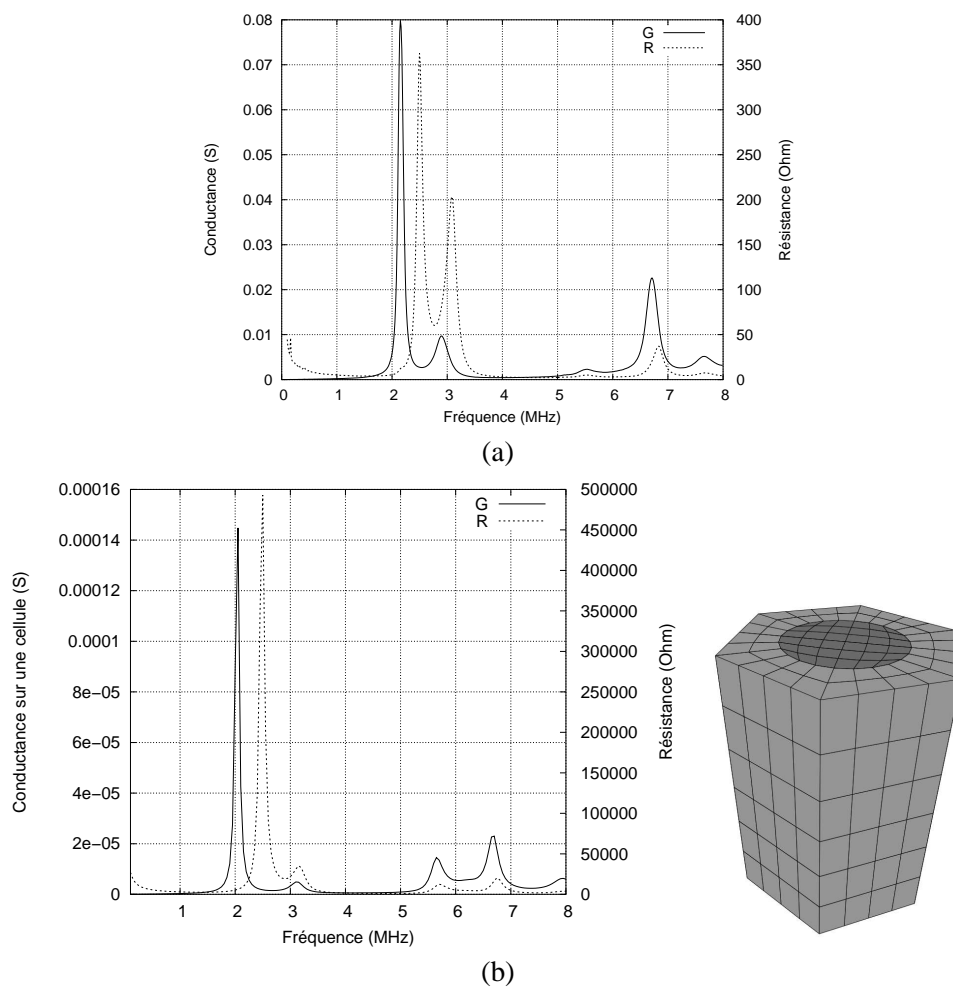 0.08
0.07
0.06
0.05
0.04
0.03
0.02
0.01
0
Conductance (S)
400
350
300
250
200
150
100
50
0
Résistance (Ohm)
G
R
0 1 2 3 4 5 6 7 8
Fréquence (MHz)
(a)
0.00016
0.00014
0.00012
0.0001
8e−05
6e−05
4e−05
2e−05
0
Conductance sur une cellule (S)
500000
450000
400000
350000
300000
250000
200000
150000
100000
50000
0
Résistance (Ohm)
G
R
1 2 3 4 5 6 7 8
Fréquence (MHz)
(b)